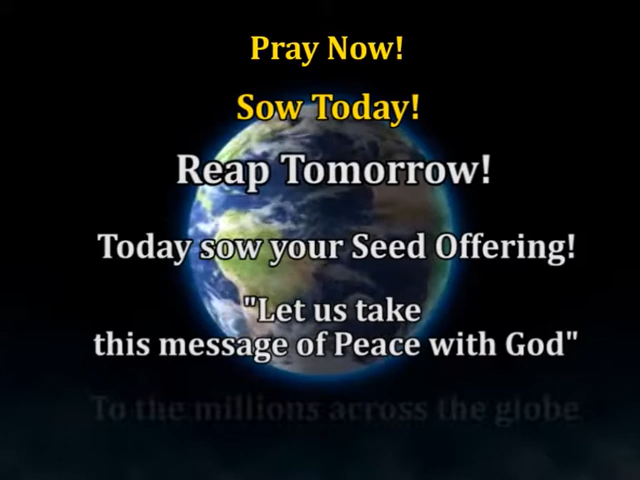 Pray Now!
Sow Today!
Reap Tomorrow!
Today sow your Seed Offering!
"Let us take
this message of Peace with God"
To the millions across the globe